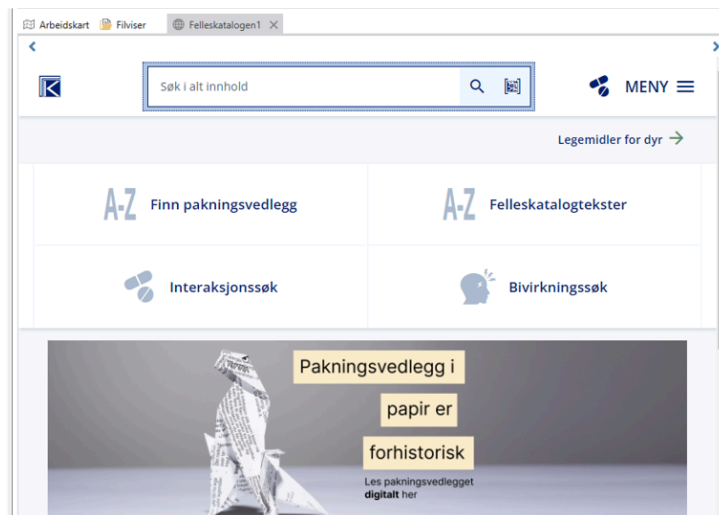 Arbeidskart Filviser Felleskatalogen1
Søk i alt innhold
MENY
Legemidler for dyr
A-Z Finn pakningsvedlegg
A-Z Felleskatalogtekster
Interaksjonssøk
Bivirkningssøk
Pakningsvedlegg i
papir er
forhistorisk
Les pakningsvedlegget
digitalt her